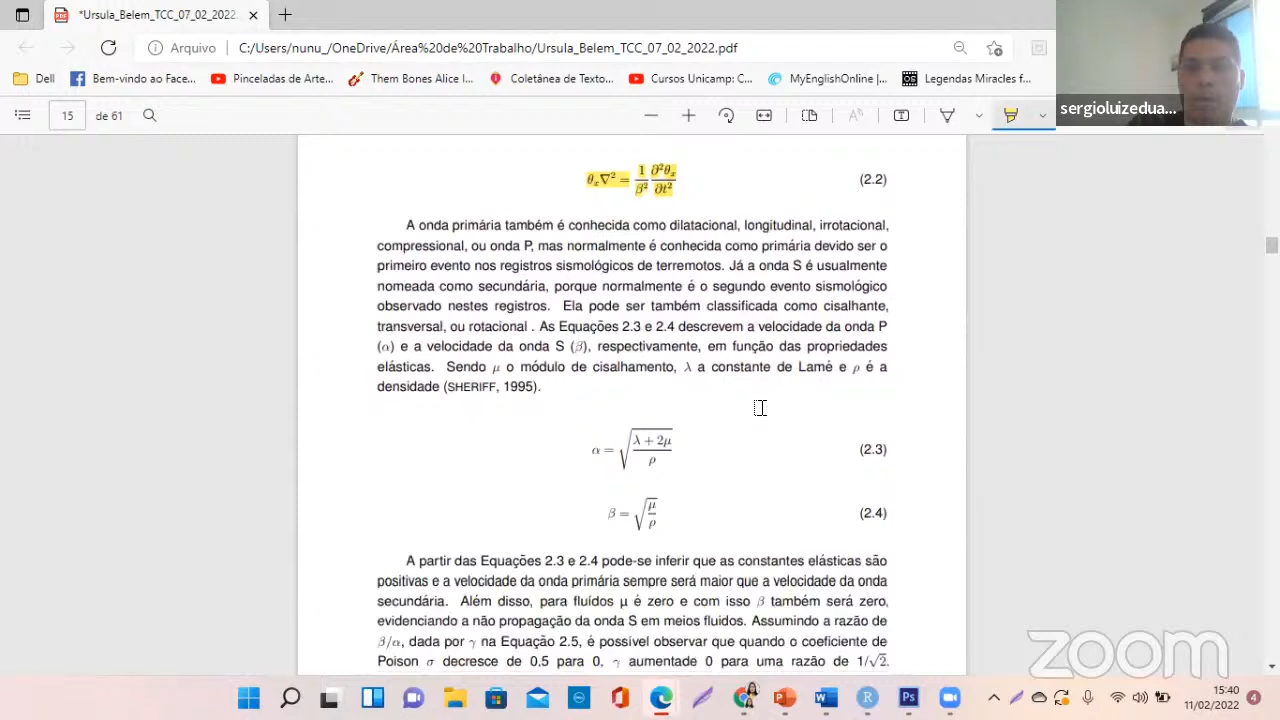 *Ursula_Belem_TCC_07_02_2022.
Arquivo
C:/Users/nunu_/OneDrive/Área%20de%20Trabalho/Ursula_Belem_TCC_07_02_2022.pdf
Dell
Bem-vindo ao Face...
Pinceladas de Arte...
Them Bones Alice I...
Coletânea de Texto...
Cursos Unicamp: C...
MyEnglishOnline |...
Legendas Miracles f...
sergioluizedua...
15 de 61
θₓ∇² = 1/β² ∂²θₓ/∂t² (2.2)
A onda primária também é conhecida como dilatacional, longitudinal, irrotacional,
compressional, ou onda P, mas normalmente é conhecida como primária devido ser o
primeiro evento nos registros sismológicos de terremotos. Já a onda S é usualmente
nomeada como secundária, porque normalmente é o segundo evento sismológico
observado nestes registros. Ela pode ser também classificada como cisalhante,
transversal, ou rotacional . As Equações 2.3 e 2.4 descrevem a velocidade da onda P
(α) e a velocidade da onda S (β), respectivamente, em função das propriedades
elásticas. Sendo μ o módulo de cisalhamento, λ a constante de Lamé e ρ é a
densidade (SHERIFF, 1995).
α = √((λ + 2μ)/ρ) (2.3)
β = √(μ/ρ) (2.4)
A partir das Equações 2.3 e 2.4 pode-se inferir que as constantes elásticas são
positivas e a velocidade da onda primária sempre será maior que a velocidade da onda
secundária. Além disso, para fluídos μ é zero e com isso β também será zero,
evidenciando a não propagação da onda S em meios fluidos. Assumindo a razão de
β/α, dada por γ na Equação 2.5, é possível observar que quando o coeficiente de
Poison σ decresce de 0,5 para 0, γ aumentade 0 para uma razão de 1/√2.
zoom
15:40
11/02/2022
4